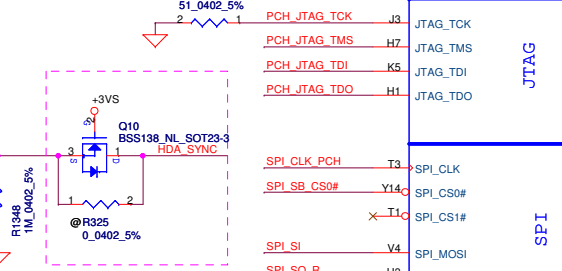 51_0402_5%
2
1
PCH_JTAG_TCK
J3
JTAG_TCK
PCH_JTAG_TMS
H7
JTAG_TMS
PCH_JTAG_TDI
K5
JTAG_TDI
PCH_JTAG_TDO
H1
JTAG_TDO
JTAG
+3VS
G
2
Q10
BSS138_NL_SOT23-3
3
S
1
D
HDA_SYNC
1
2
@R325
0_0402_5%
R1348
1M_0402_5%
SPI_CLK_PCH
T3
SPI_CLK
SPI_SB_CS0#
Y14
SPI_CS0#
T1
SPI_CS1#
SPI_SI
V4
SPI_MOSI
SPI
SPI_SO_R